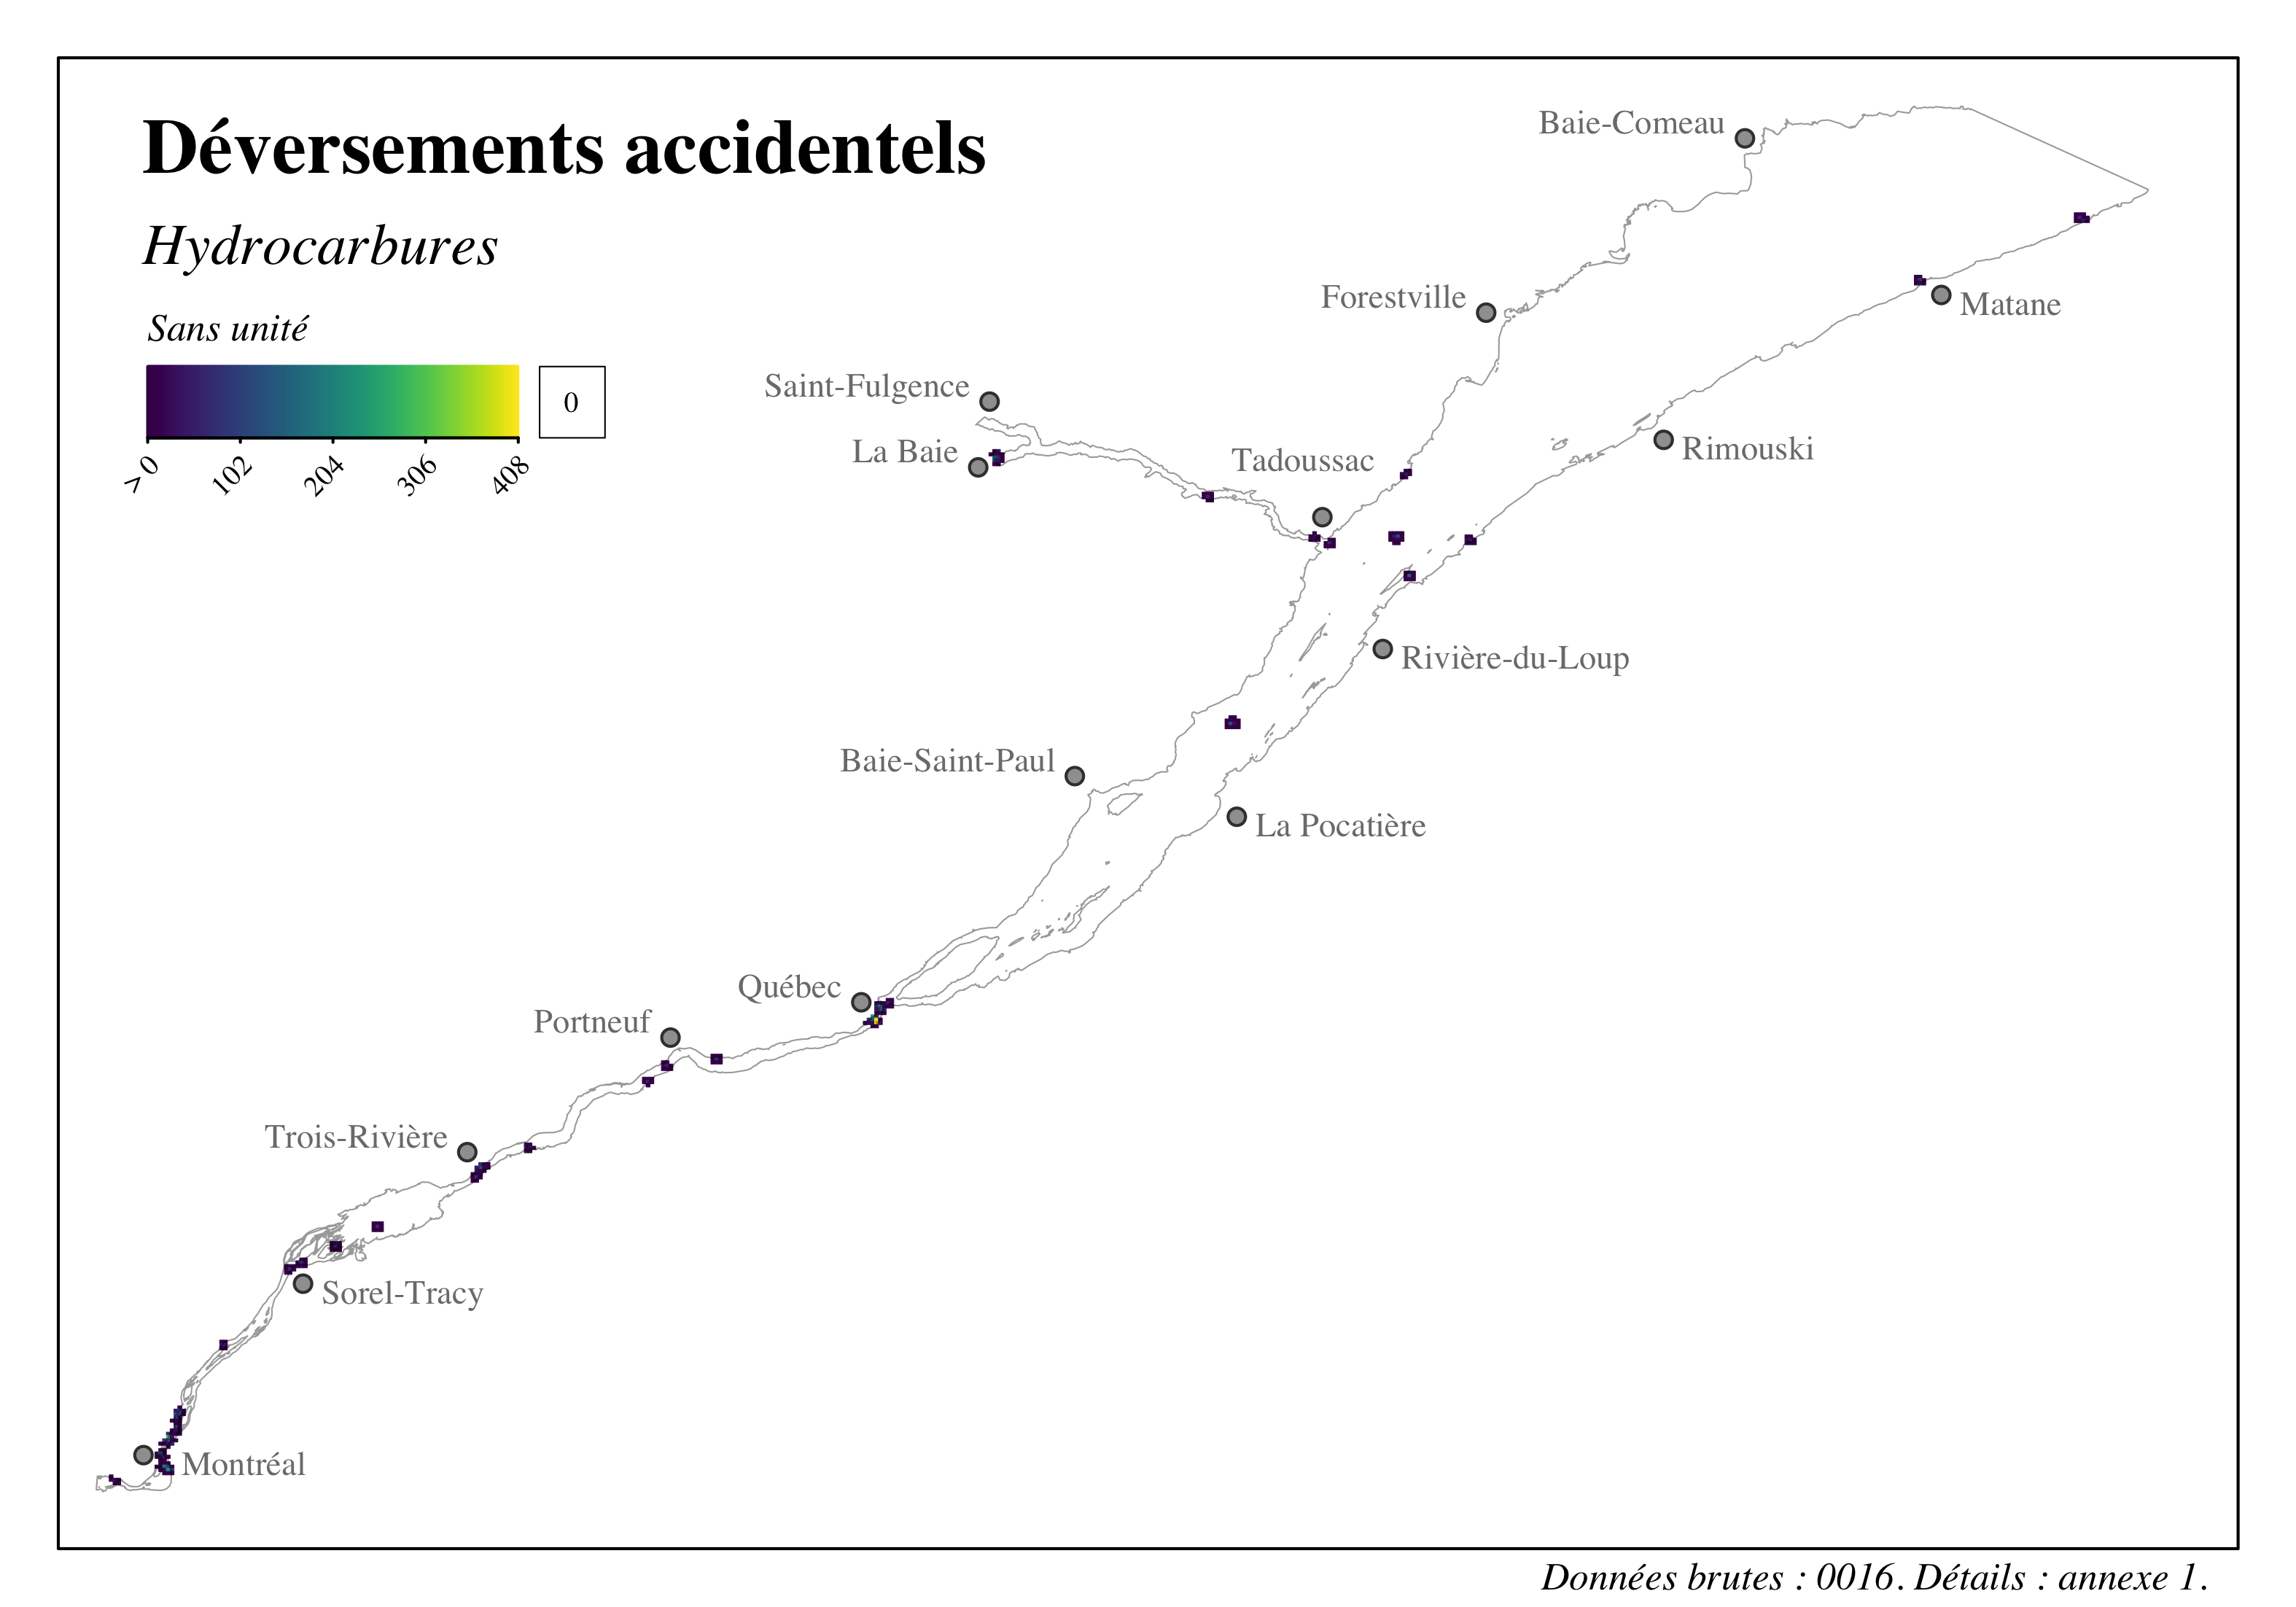 Déversements accidentels
Hydrocarbures
Sans unité
0
> 0
102
204
306
408
Baie-Comeau
Forestville
Matane
Saint-Fulgence
La Baie
Tadoussac
Rimouski
Rivière-du-Loup
Baie-Saint-Paul
La Pocatière
Québec
Portneuf
Trois-Rivière
Sorel-Tracy
Montréal
Données brutes : 0016. Détails : annexe 1.